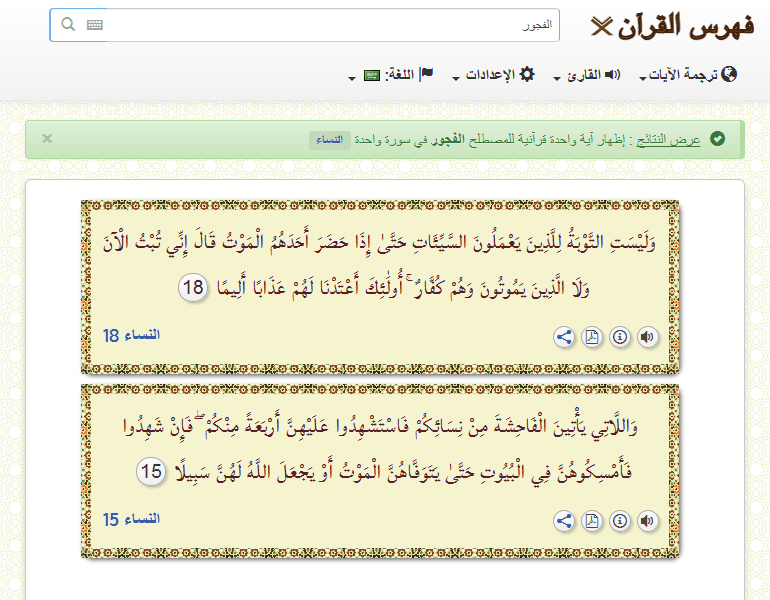 فهرس القرآن
الفجور
ترجمة الآيات
القارئ
الإعدادات
اللغة:
عرض النتائج : إظهار آية واحدة قرآنية للمصطلح الفجور في سورة واحدة النساء
وَلَيْسَتِ التَّوْبَةُ لِلَّذِينَ يَعْمَلُونَ السَّيِّئَاتِ حَتَّىٰ إِذَا حَضَرَ أَحَدَهُمُ الْمَوْتُ قَالَ إِنِّي تُبْتُ الْآنَ
وَلَا الَّذِينَ يَمُوتُونَ وَهُمْ كُفَّارٌ ۚ أُولَٰئِكَ أَعْتَدْنَا لَهُمْ عَذَابًا أَلِيمًا 18
النساء 18
وَاللَّاتِي يَأْتِينَ الْفَاحِشَةَ مِنْ نِسَائِكُمْ فَاسْتَشْهِدُوا عَلَيْهِنَّ أَرْبَعَةً مِنْكُمْ ۖ فَإِنْ شَهِدُوا
فَأَمْسِكُوهُنَّ فِي الْبُيُوتِ حَتَّىٰ يَتَوَفَّاهُنَّ الْمَوْتُ أَوْ يَجْعَلَ اللَّهُ لَهُنَّ سَبِيلًا 15
النساء 15